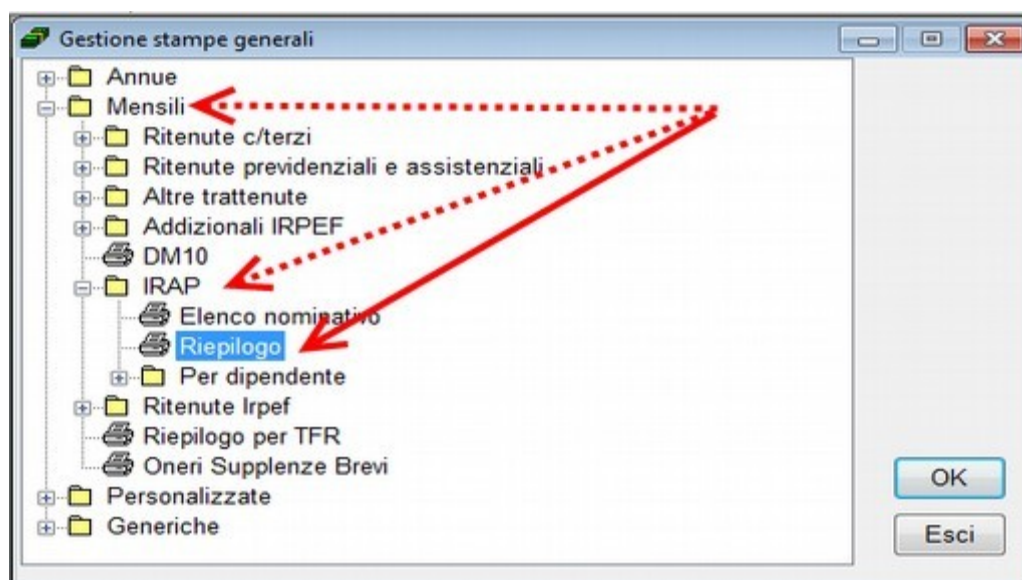 Gestione stampe generali
Annue
Mensili
Ritenute c/terzi
Ritenute previdenziali e assistenziali
Altre trattenute
Addizionali IRPEF
DM10
IRAP
Elenco nominativo
Riepilogo
Per dipendente
Ritenute Irpef
Riepilogo per TFR
Oneri Supplenze Brevi
Personalizzate
Generiche
OK
Esci